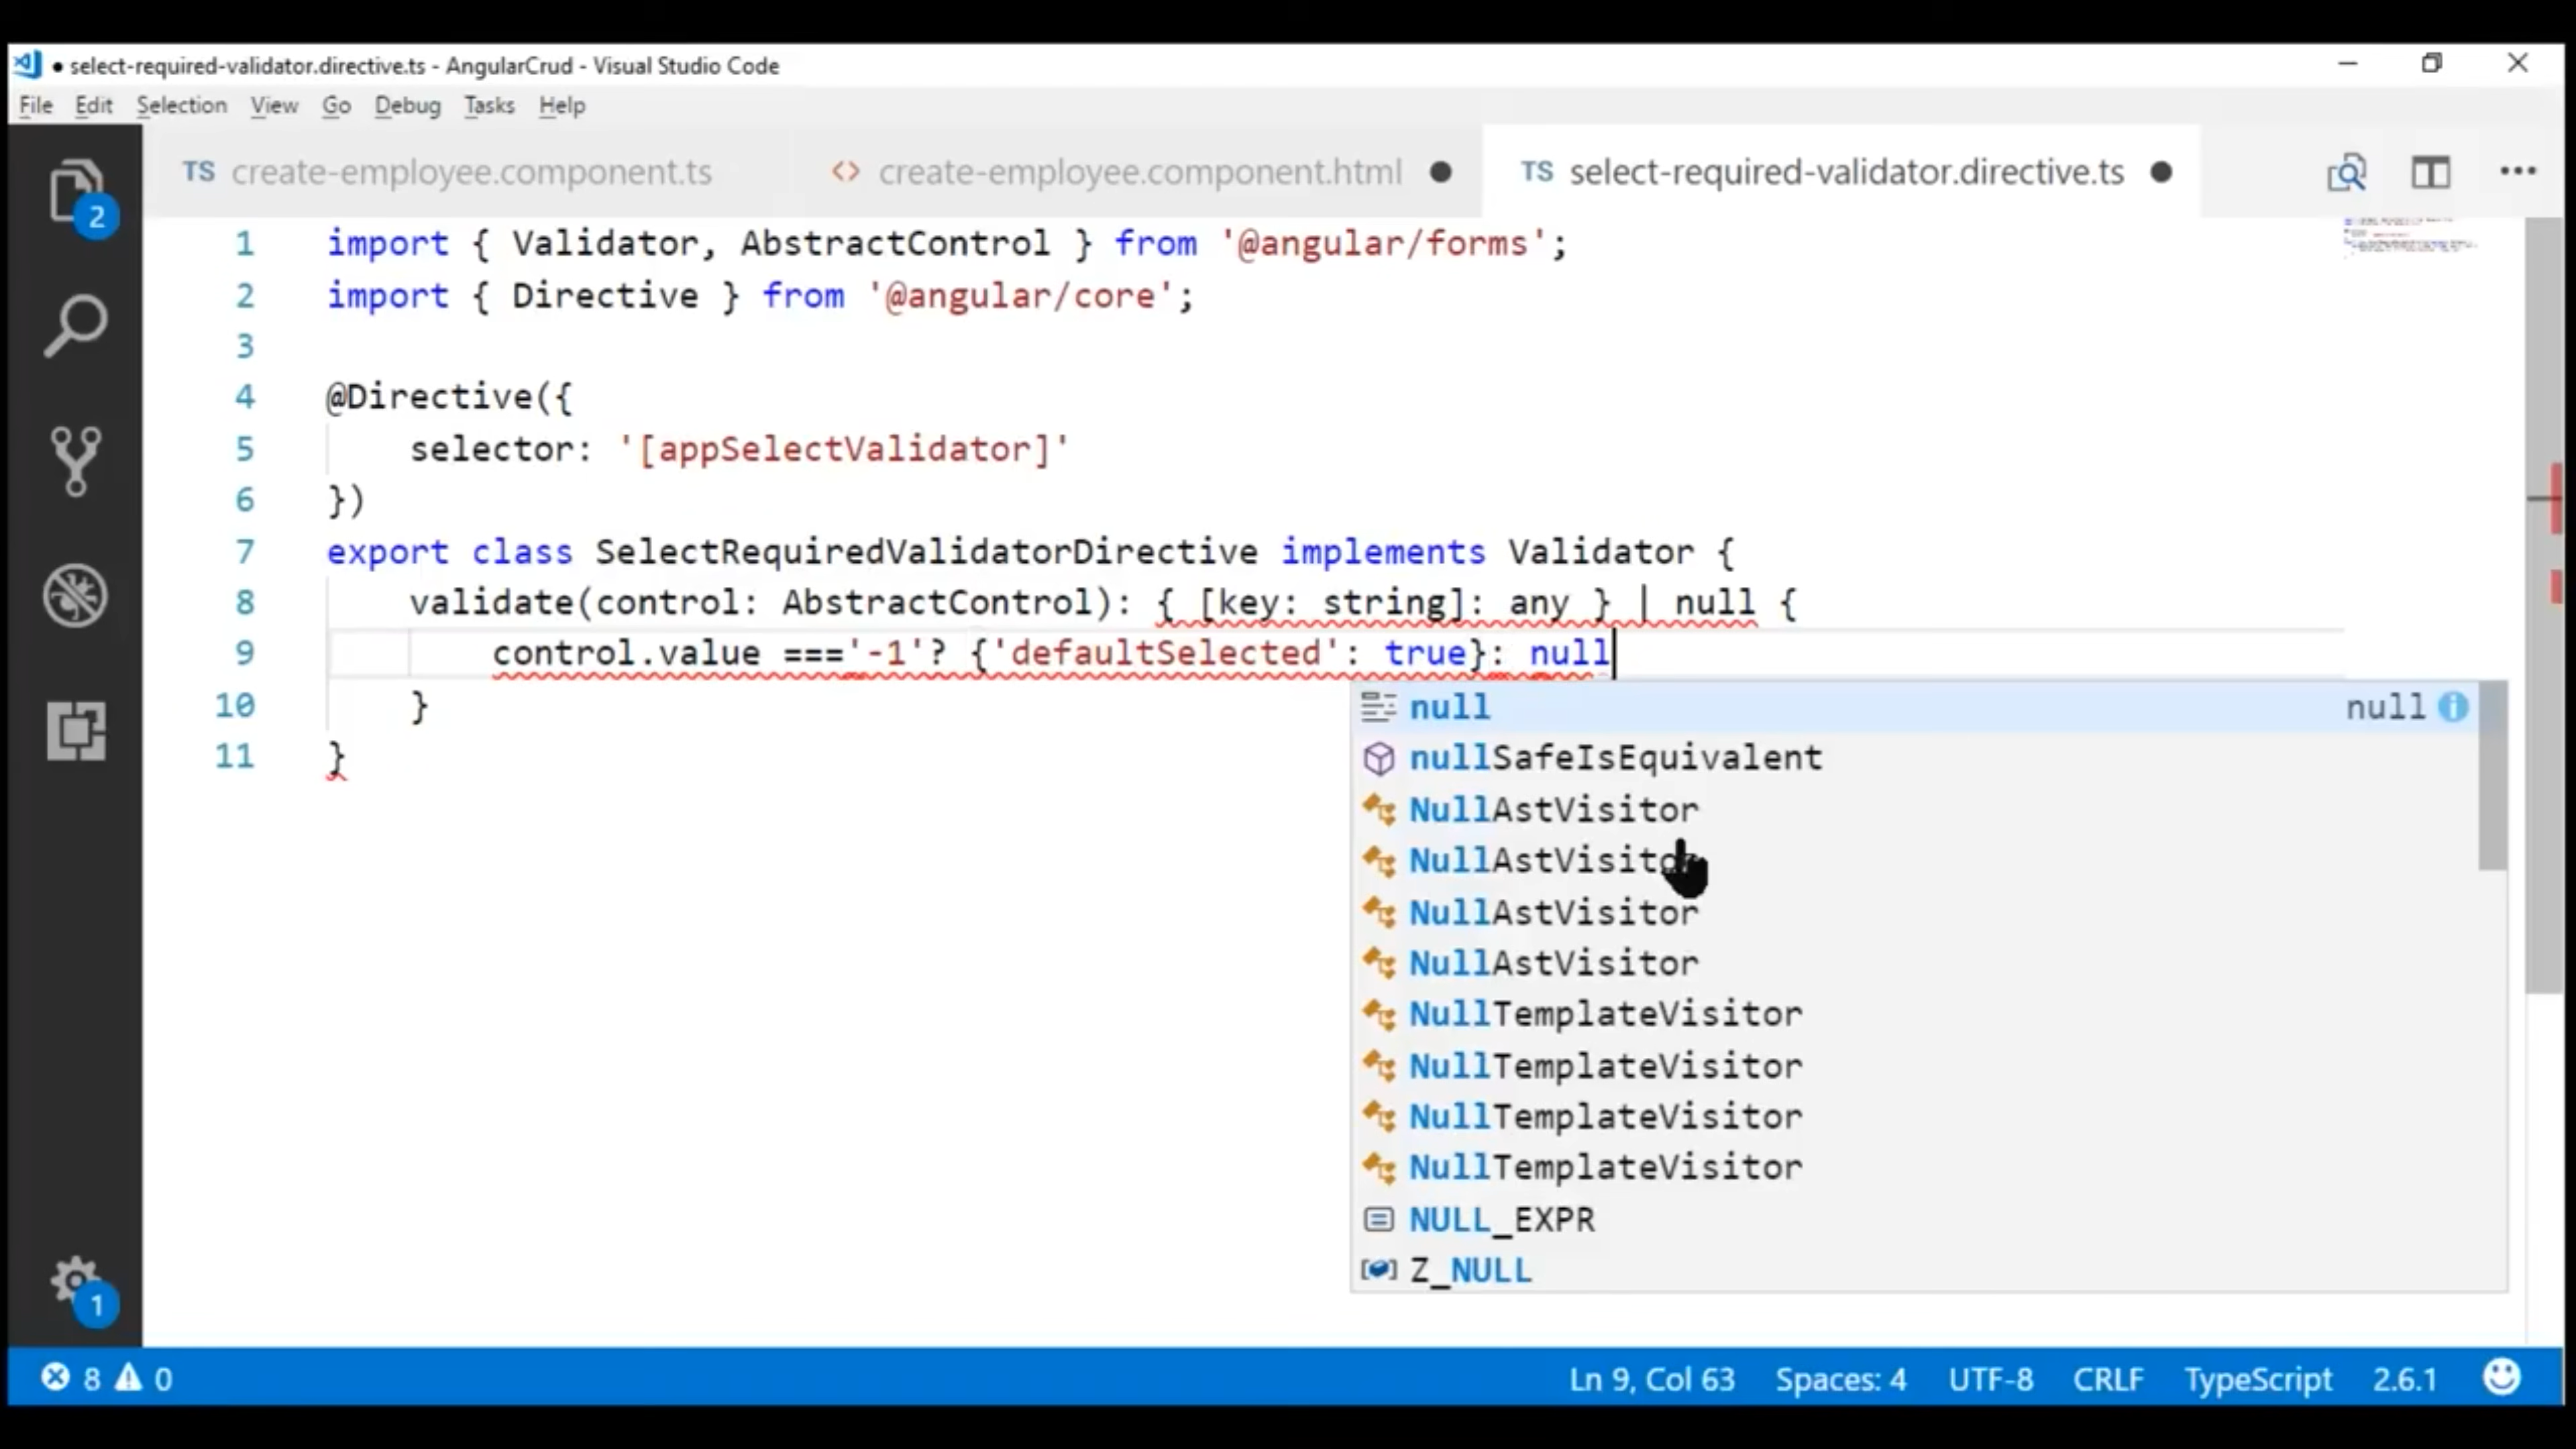 ● select-required-validator.directive.ts - AngularCrud - Visual Studio Code
File Edit Selection View Go Debug Tasks Help
TS create-employee.component.ts <> create-employee.component.html ● TS select-required-validator.directive.ts ●
2
1 import { Validator, AbstractControl } from '@angular/forms';
2 import { Directive } from '@angular/core';
3
4 @Directive({
5 selector: '[appSelectValidator]'
6 })
7 export class SelectRequiredValidatorDirective implements Validator {
8 validate(control: AbstractControl): { [key: string]: any } | null {
9 control.value ==='-1'? {'defaultSelected': true}: null
10 }
11 }
null null
nullSafeIsEquivalent
NullAstVisitor
NullAstVisitor
NullAstVisitor
NullAstVisitor
NullTemplateVisitor
NullTemplateVisitor
NullTemplateVisitor
NullTemplateVisitor
NULL_EXPR
Z_NULL
1
8 0 Ln 9, Col 63 Spaces: 4 UTF-8 CRLF TypeScript 2.6.1